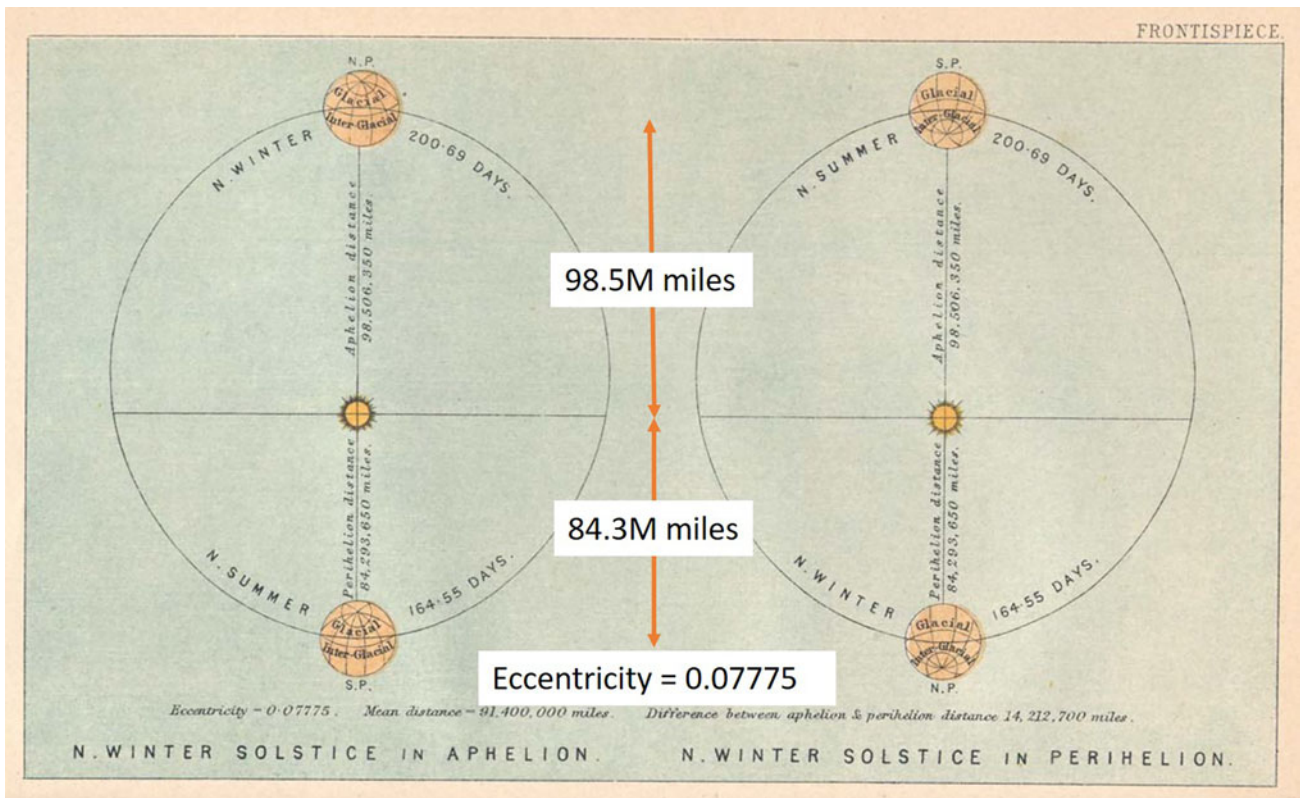 FRONTISPIECE.
N.P.
Glacial
Inter-Glacial
N. WINTER
200·69 DAYS.
Aphelion distance
98,506,350 miles.
Perihelion distance
84,293,650 miles.
N. SUMMER
164·55 DAYS.
Glacial
Inter-Glacial
S.P.
98.5M miles
84.3M miles
Eccentricity = 0.07775
S.P.
Glacial
Inter-Glacial
N. SUMMER
200·69 DAYS.
Aphelion distance
98,506,350 miles.
Perihelion distance
84,293,650 miles.
N. WINTER
164·55 DAYS.
Glacial
Inter-Glacial
N.P.
Eccentricity = 0·07775. Mean distance = 91,400,000 miles. Difference between aphelion & perihelion distance 14,212,700 miles.
N. WINTER SOLSTICE IN APHELION.
N. WINTER SOLSTICE IN PERIHELION.